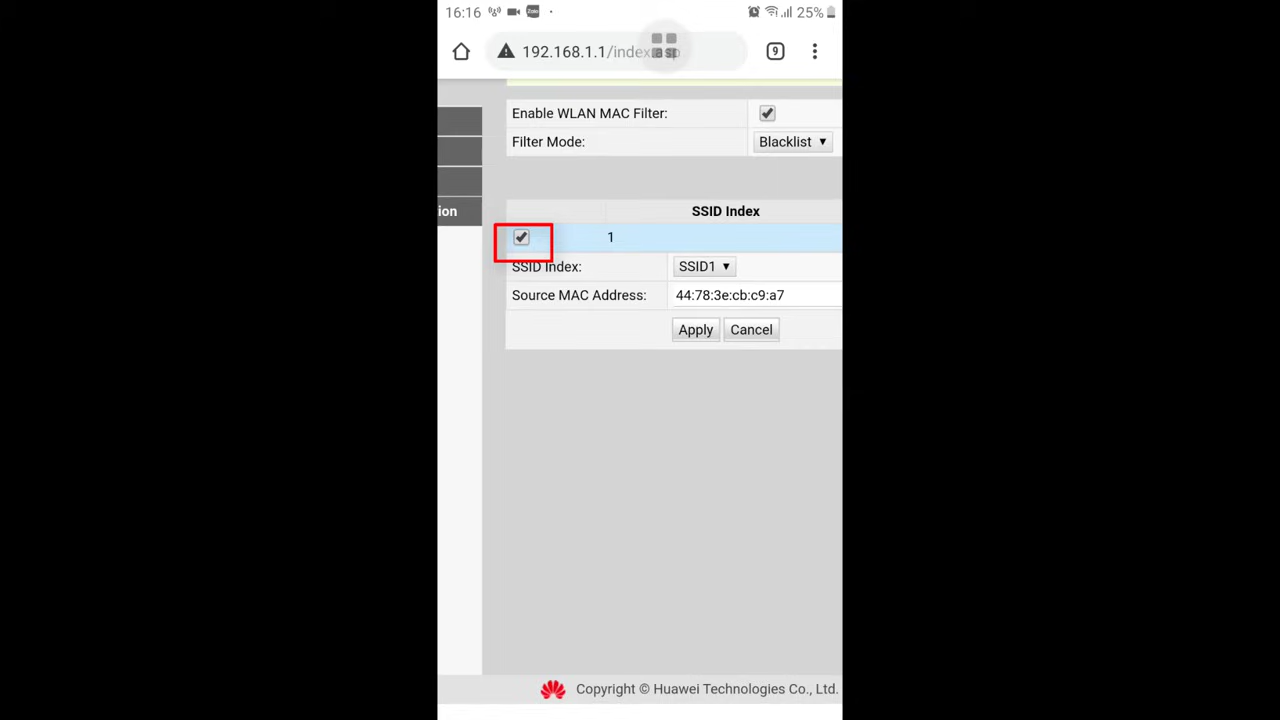 16:16
Zalo
25%
192.168.1.1/index.asp
9
Enable WLAN MAC Filter:
Filter Mode:
Blacklist
SSID Index
1
ion
SSID Index:
SSID1
Source MAC Address:
44:78:3e:cb:c9:a7
Apply Cancel
Copyright © Huawei Technologies Co., Ltd.